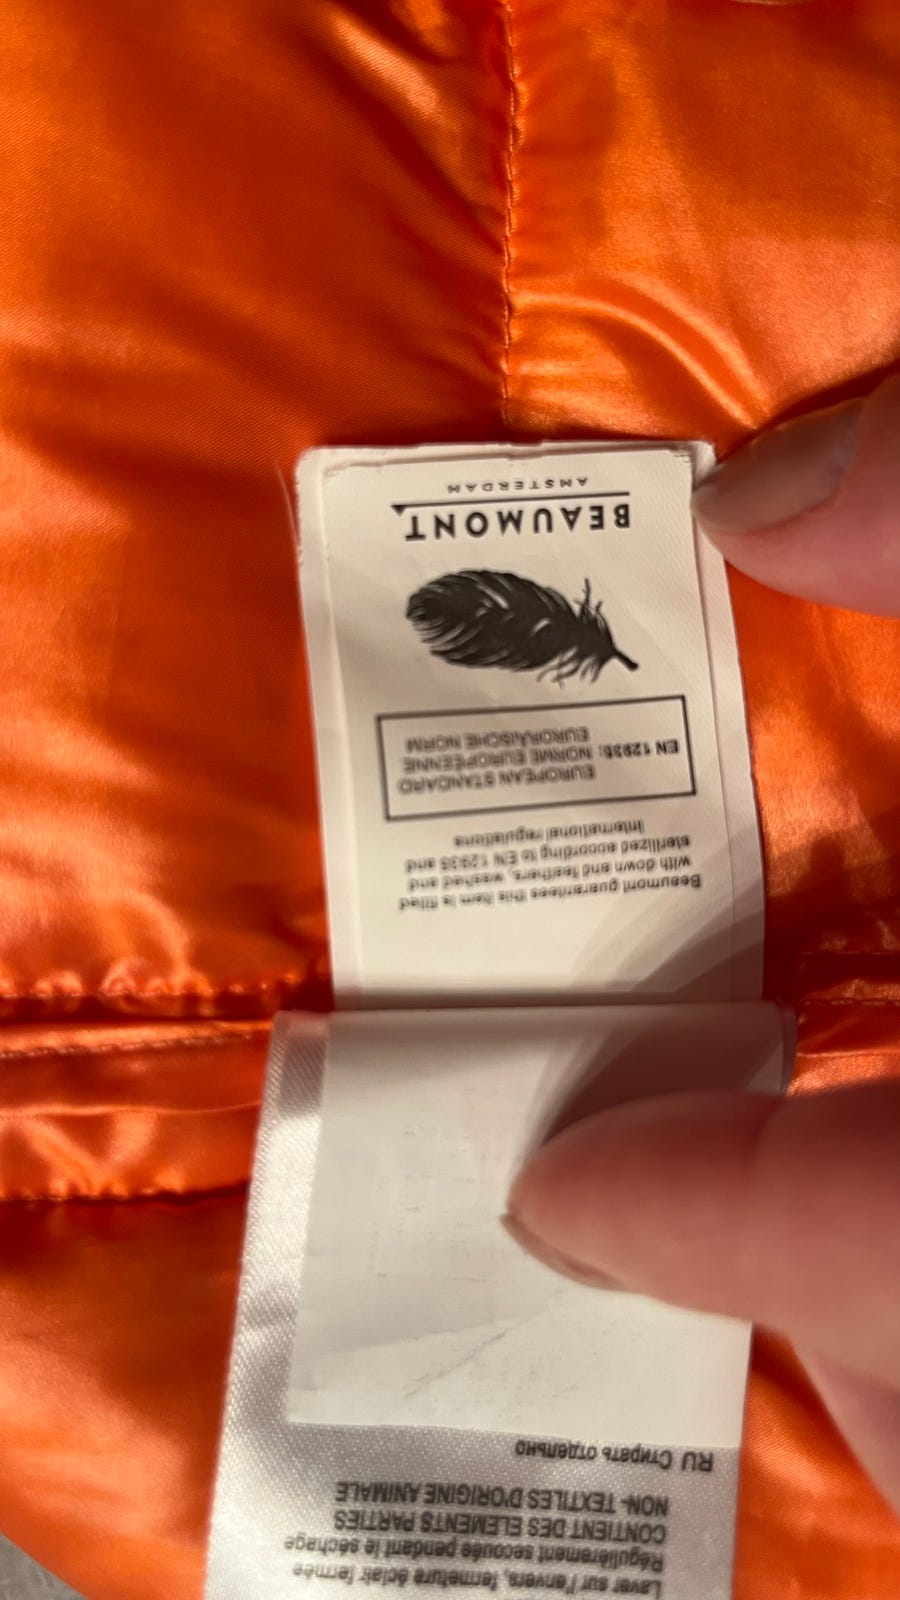 Laver sur l'envers, fermeture éclair fermée
Régulièrement secouée pendant le séchage
CONTIENT DES ELEMENTS PARTIES
NON- TEXTILES D'ORIGINE ANIMALE
RU Стирать отдельно
Beaumont guarantees this item is filled
with down and feathers, washed and
sterilized according to EN 12935 and
international regulations
EUROPEAN STANDARD
EN 12935: NORME EUROPÉENNE
EUROPÄISCHE NORM
BEAUMONT
AMSTERDAM